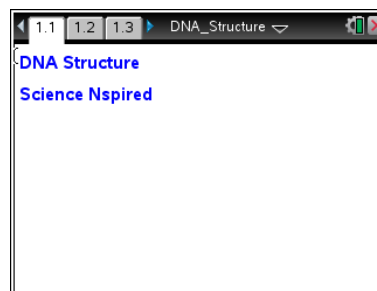 1.1 1.2 1.3 DNA_Structure
DNA Structure
Science Nspired